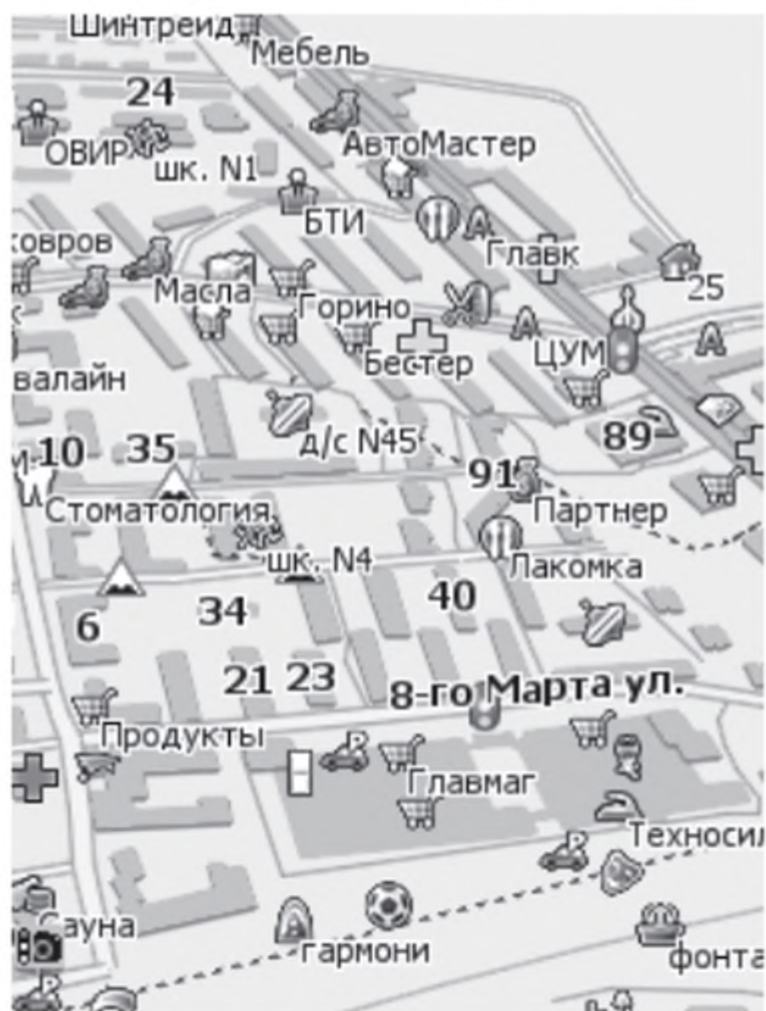 Шинтреид
Мебель
24
АвтоМастер
ОВИР
шк. N1
БТИ
ковров
Главк
25
Масла
Горино
ЦУМ
Бестер
валайн
89
д/с N45
10
35
91
Стоматология
Партнер
шк. N4
Лакомка
40
34
6
21
23
8-го Марта ул.
Продукты
Главмаг
Техносил
Сауна
гармони
фонта